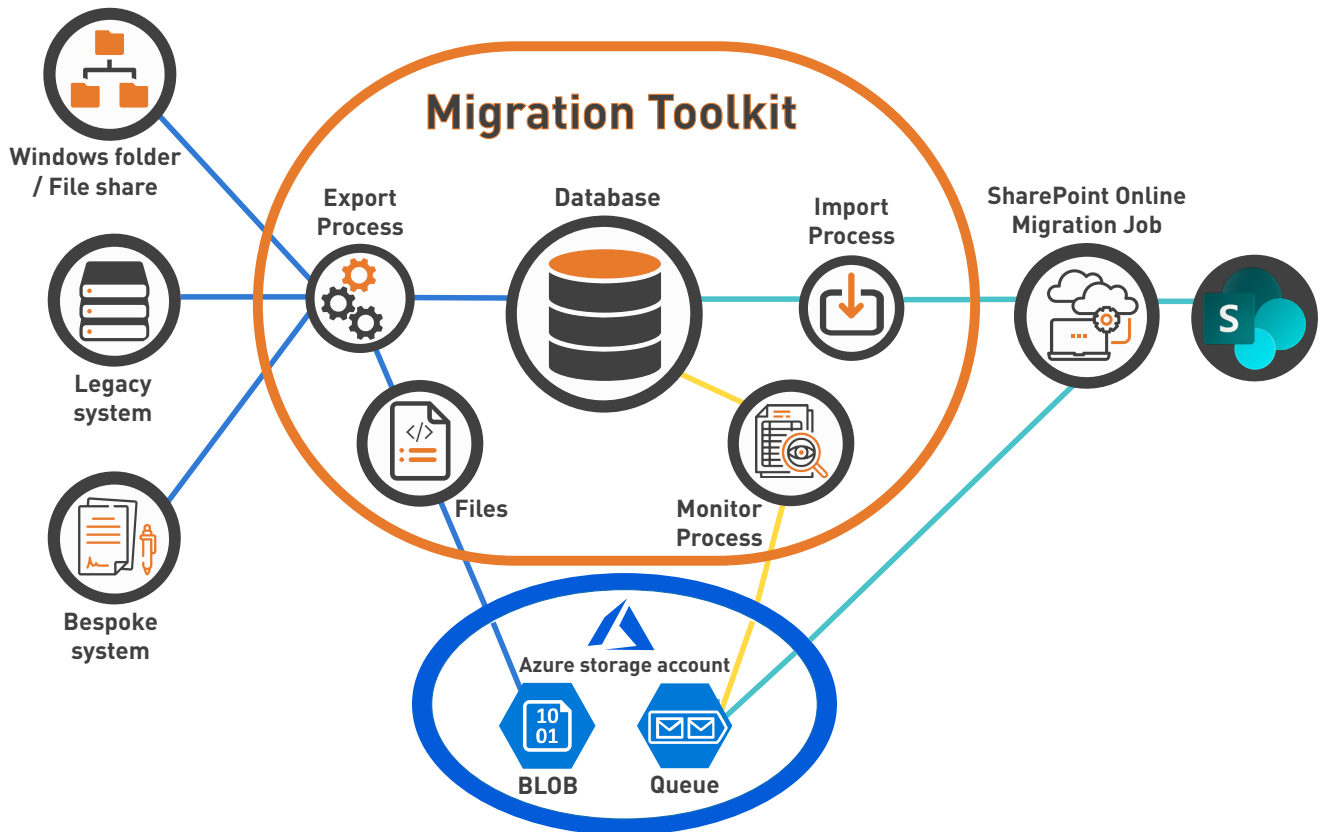 Migration Toolkit
Windows folder
/ File share
Export
Process
Database
Import
Process
SharePoint Online
Migration Job
S
Legacy
system
</>
Files
Monitor
Process
Bespoke
system
Azure storage account
10
01
BLOB
Queue